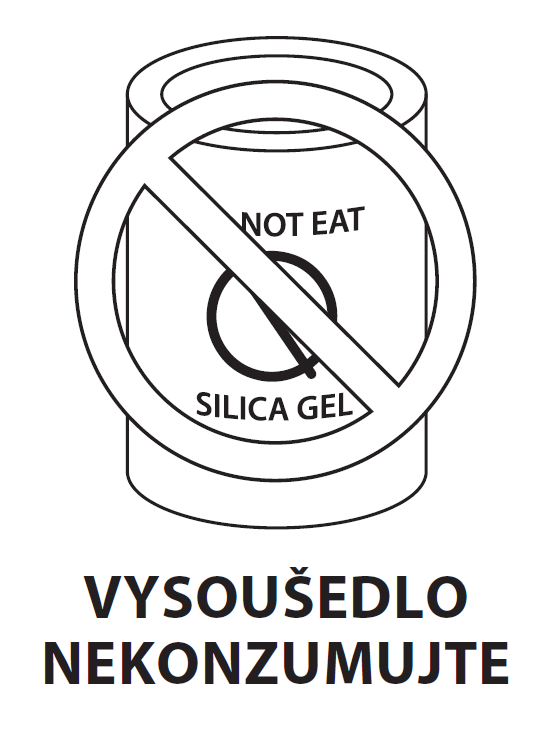 NOT EAT
SILICA GEL
VYSOUŠEDLO
NEKONZUMUJTE